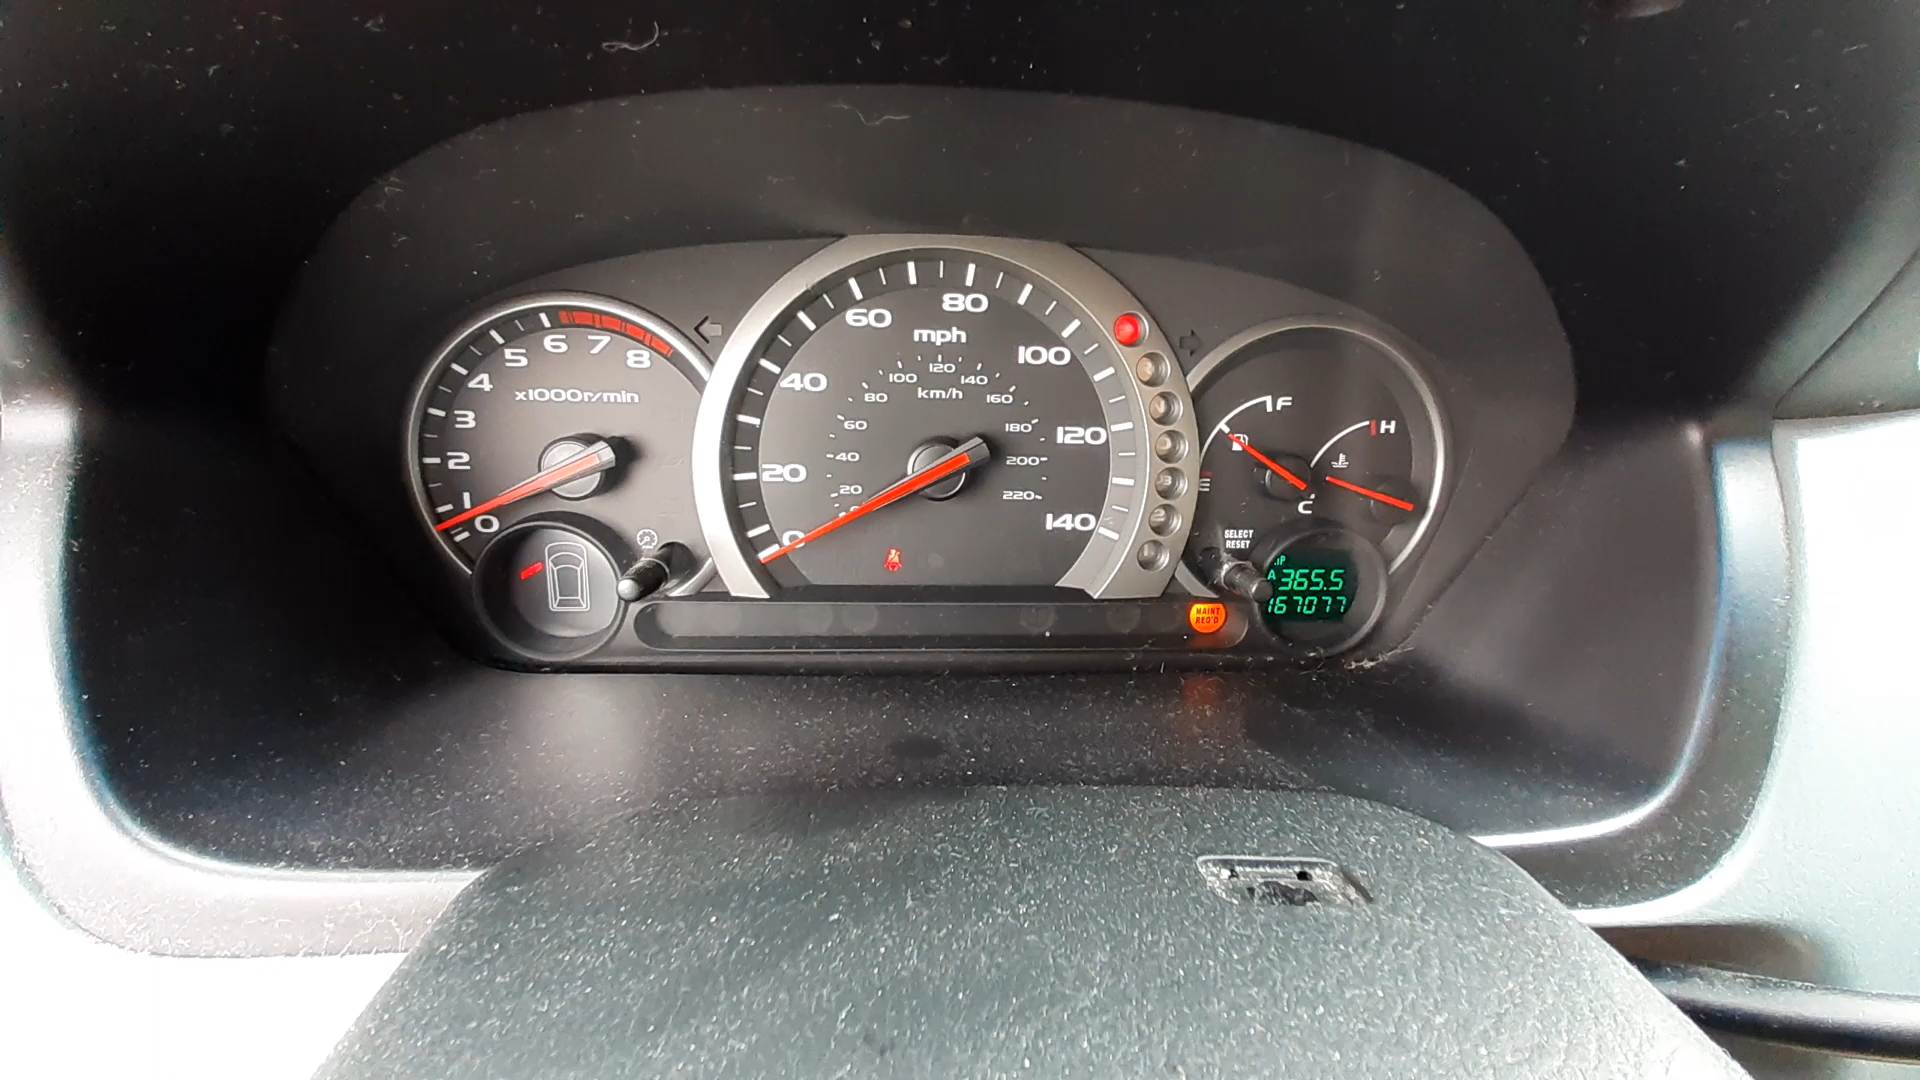 5 6 7 8
4
3
2
1
0
x1000r/min
60 80
40 100
20 120
0 140
mph
100 120 140
80 km/h 160
60 180
40 200
20 220
F
H
C
E
SELECT
RESET
2
MAINT
REQ'D
A 365.5
167077